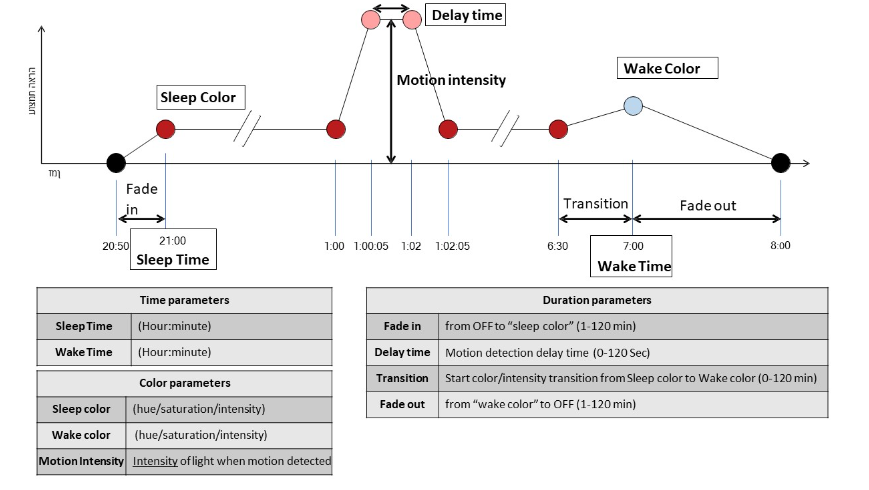 Delay time
Motion intensity
Wake Color
Sleep Color
Fade
in
Transition
Fade out
20:50
21:00
1:00
1:00:05
1:02
1:02:05
6:30
7:00
8:00
Sleep Time
Wake Time
Time parameters
Sleep Time (Hour:minute)
Wake Time (Hour:minute)
Color parameters
Sleep color (hue/saturation/intensity)
Wake color (hue/saturation/intensity)
Motion Intensity Intensity of light when motion detected
Duration parameters
Fade in from OFF to “sleep color” (1-120 min)
Delay time Motion detection delay time (0-120 Sec)
Transition Start color/intensity transition from Sleep color to Wake color (0-120 min)
Fade out from “wake color” to OFF (1-120 min)